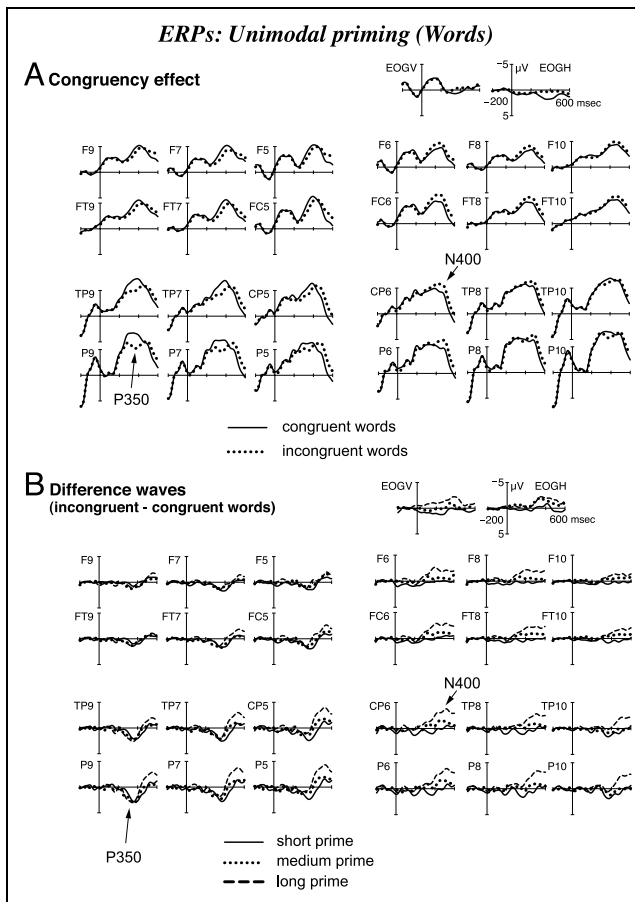 ERPs: Unimodal priming (Words)
A Congruency effect
EOGV
-5 µV EOGH
-200 600 msec
5
F9 F7 F5 F6 F8 F10
FT9 FT7 FC5 FC6 FT8 FT10
N400
TP9 TP7 CP5 CP6 TP8 TP10
P9 P7 P5 P6 P8 P10
P350
congruent words
incongruent words
B Difference waves
(incongruent - congruent words)
EOGV
-5 µV EOGH
-200 600 msec
5
F9 F7 F5 F6 F8 F10
FT9 FT7 FC5 FC6 FT8 FT10
N400
TP9 TP7 CP5 CP6 TP8 TP10
P9 P7 P5 P6 P8 P10
P350
short prime
medium prime
long prime